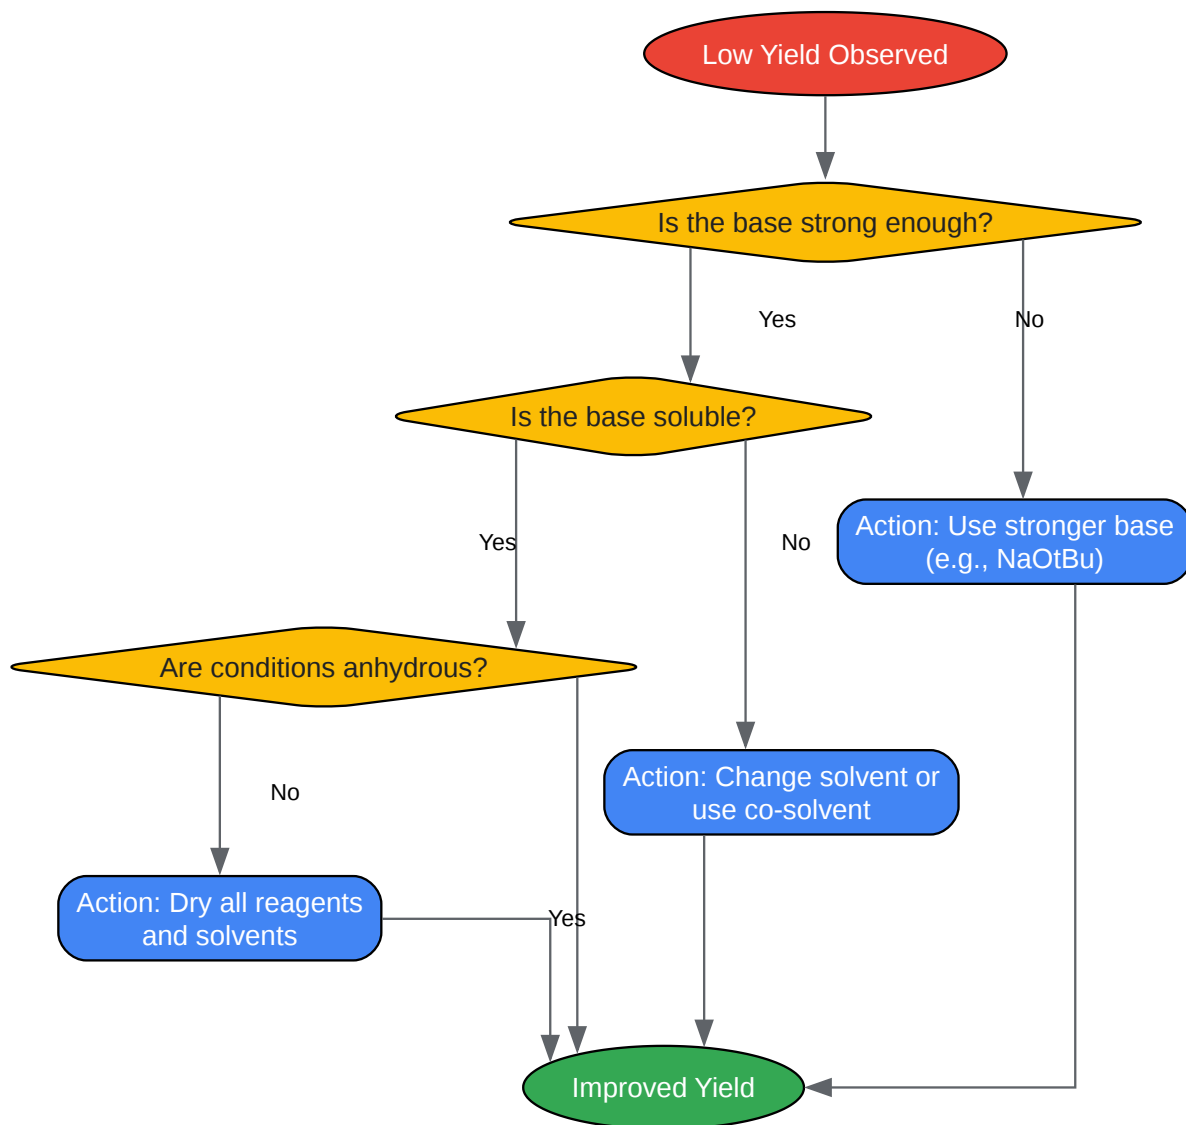 Low Yield Observed
Is the base strong enough?
Yes
No
Is the base soluble?
Action: Use stronger base
(e.g., NaOtBu)
Yes
No
Are conditions anhydrous?
Action: Change solvent or
use co-solvent
No
Action: Dry all reagents
and solvents
Yes
Improved Yield